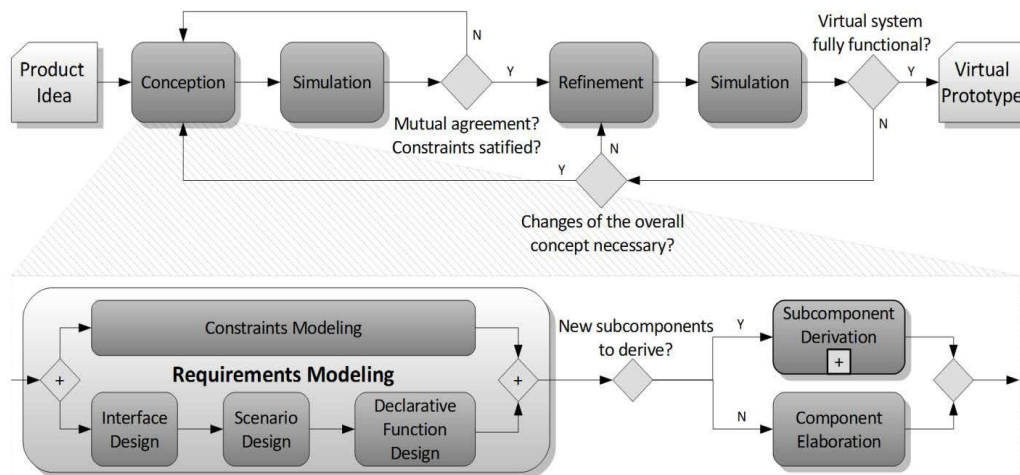 Product
Idea
Conception
Simulation
N
Y
Mutual agreement?
Constraints satified?
Refinement
Simulation
Virtual system
fully functional?
Y
N
Virtual
Prototype
Y
N
Changes of the overall
concept necessary?
Constraints Modeling
+
Requirements Modeling
+
Interface
Design
Scenario
Design
Declarative
Function
Design
New subcomponents
to derive?
Y
N
Subcomponent
Derivation
+
Component
Elaboration